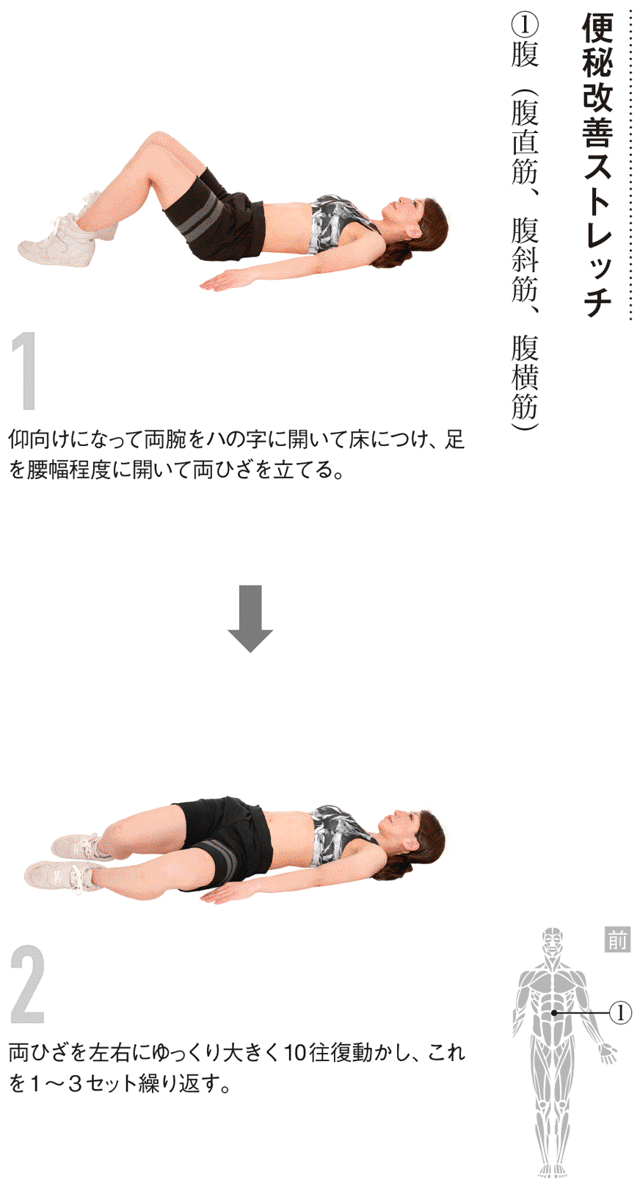 便秘改善ストレッチ
①腹（腹直筋、腹斜筋、腹横筋）
1
仰向けになって両腕をハの字に開いて床につけ、足
を腰幅程度に開いて両ひざを立てる。
2
両ひざを左右にゆっくり大きく10往復動かし、これ
を1～3セット繰り返す。
前
①